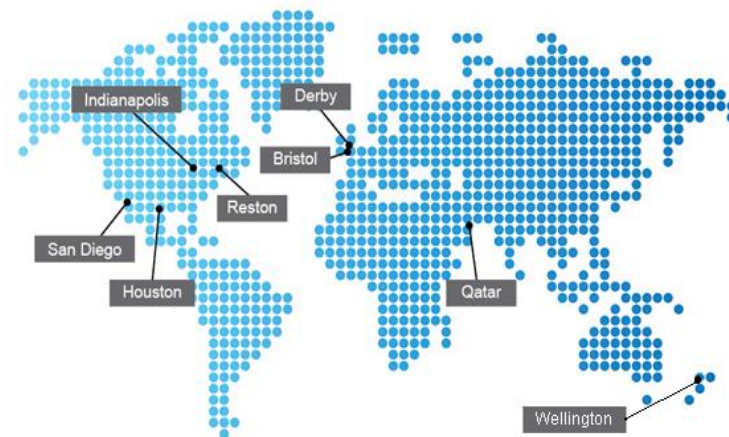 Indianapolis
Derby
Bristol
Reston
San Diego
Houston
Qatar
Wellington